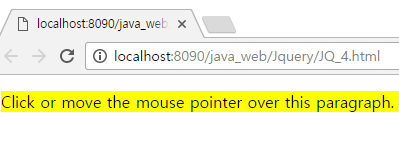 localhost:8090/java_web
localhost:8090/java_web/Jquery/JQ_4.html
Click or move the mouse pointer over this paragraph.